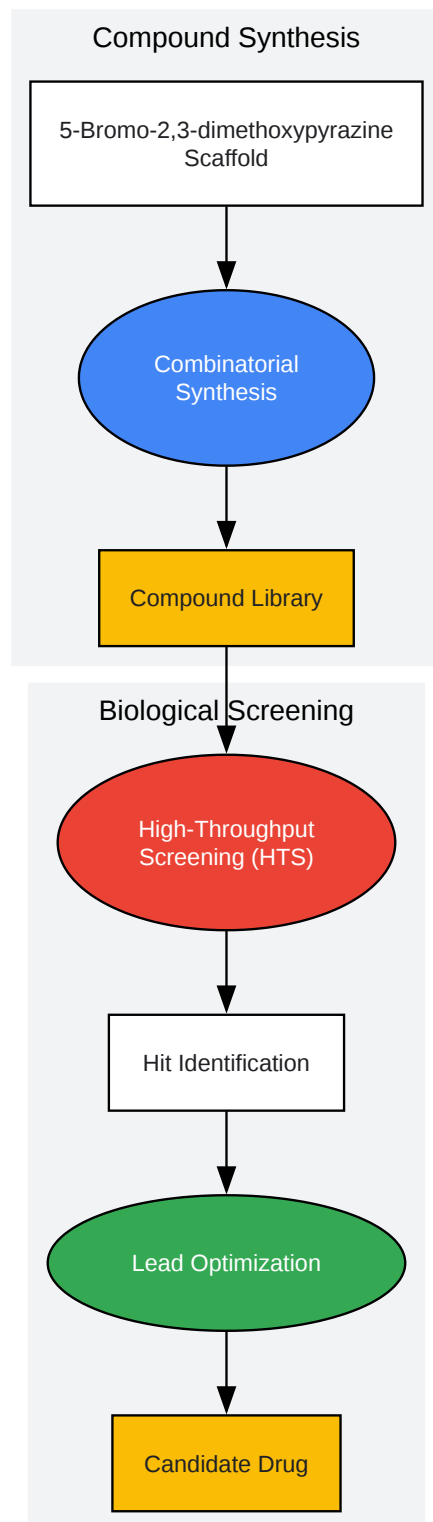 Compound Synthesis
5-Bromo-2,3-dimethoxypyrazine
Scaffold
Combinatorial
Synthesis
Compound Library
Biological Screening
High-Throughput
Screening (HTS)
Hit Identification
Lead Optimization
Candidate Drug